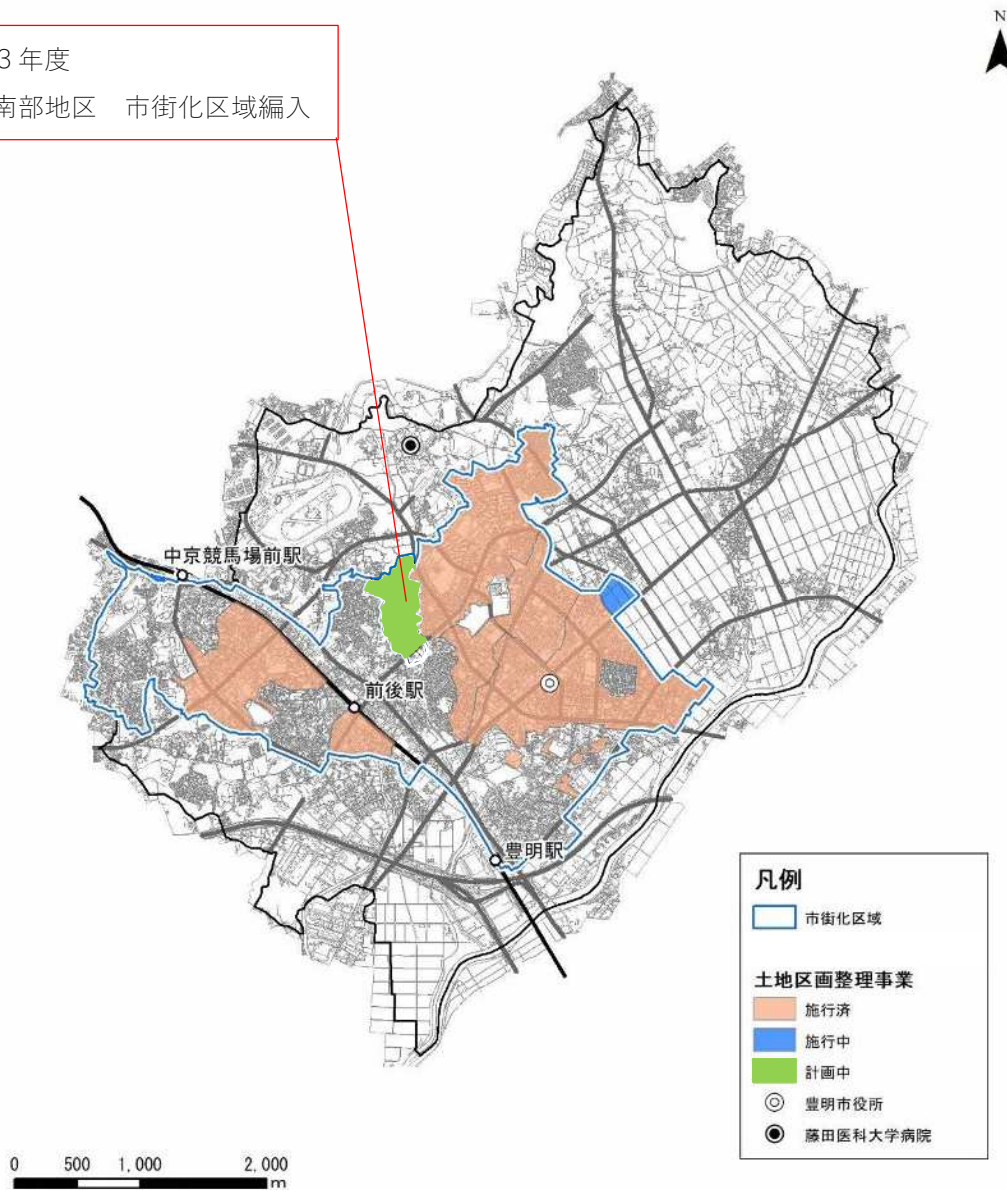 3 年度
南部地区　市街化区域編入
N
中京競馬場前駅
前後駅
豊明駅
凡例
市街化区域
土地区画整理事業
施行済
施行中
計画中
豊明市役所
藤田医科大学病院
0 500 1,000 2,000
m